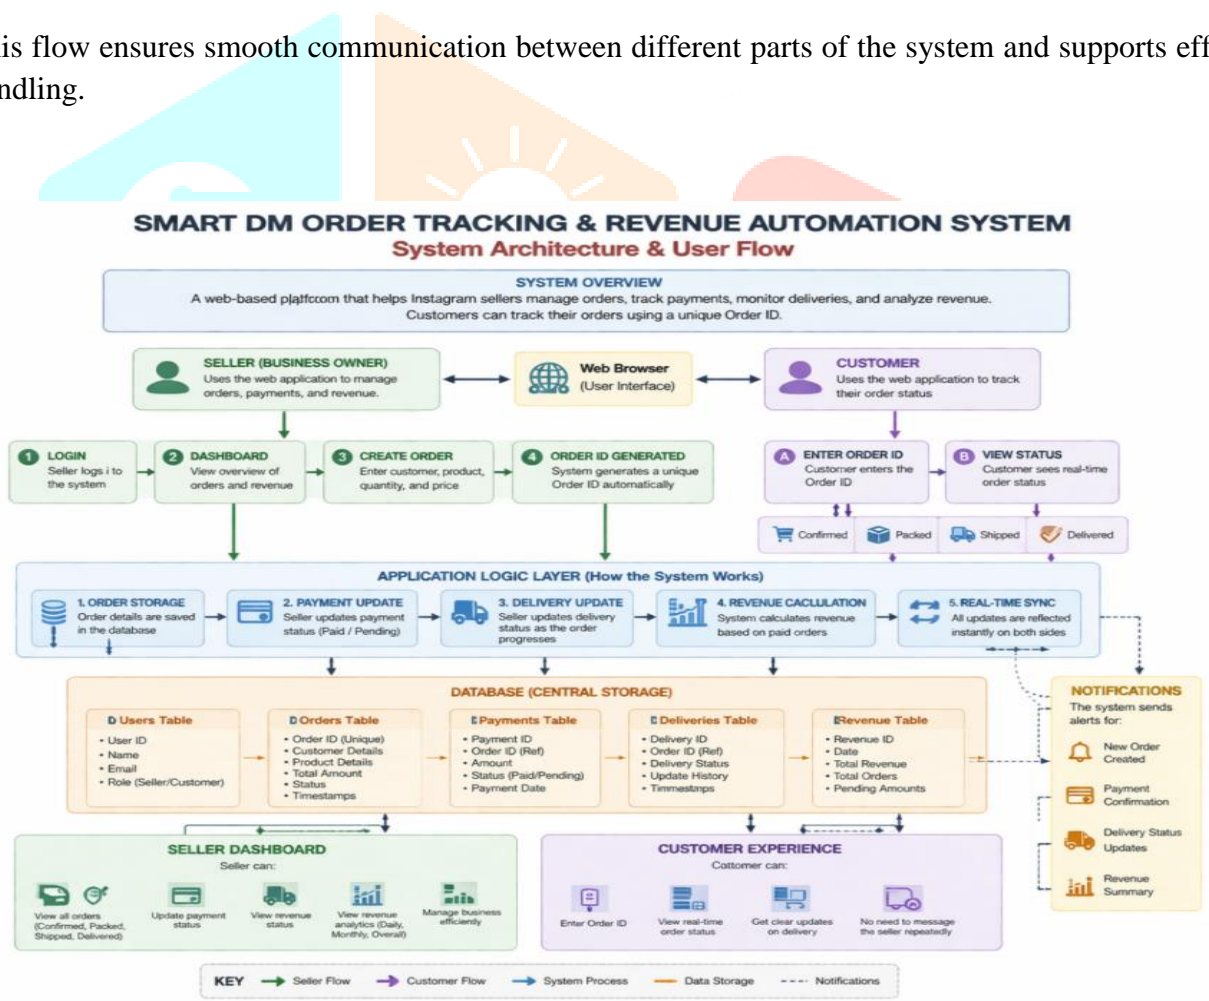 is flow ensures smooth communication between different parts of the system and supports eff
ndling.
SMART DM ORDER TRACKING & REVENUE AUTOMATION SYSTEM
System Architecture & User Flow
SYSTEM OVERVIEW
A web-based platfcoom that helps Instagram sellers manage orders, track payments, monitor deliveries, and analyze revenue.
Customers can track their orders using a unique Order ID.
SELLER (BUSINESS OWNER)
Uses the web application to manage
orders, payments, and revenue.
Web Browser
(User Interface)
CUSTOMER
Uses the web application to track
their order status
1 LOGIN
Seller logs i to
the system
2 DASHBOARD
View overview of
orders and revenue
3 CREATE ORDER
Enter customer, product,
quantity, and price
4 ORDER ID GENERATED
System generates a unique
Order ID automatically
A ENTER ORDER ID
Customer enters the
Order ID
B VIEW STATUS
Customer sees real-time
order status
Confirmed
Packed
Shipped
Delivered
APPLICATION LOGIC LAYER (How the System Works)
1. ORDER STORAGE
Order details are saved
in the database
2. PAYMENT UPDATE
Seller updates payment
status (Paid / Pending)
3. DELIVERY UPDATE
Seller updates delivery
status as the order
progresses
4. REVENUE CACLULATION
System calculates revenue
based on paid orders
5. REAL-TIME SYNC
All updates are reflected
instantly on both sides
DATABASE (CENTRAL STORAGE)
Users Table
• User ID
• Name
• Email
• Role (Seller/Customer)
Orders Table
• Order ID (Unique)
• Customer Details
• Product Details
• Total Amount
• Status
• Timestamps
Payments Table
• Payment ID
• Order ID (Ref)
• Amount
• Status (Paid/Pending)
• Payment Date
Deliveries Table
• Delivery ID
• Order ID (Ref)
• Delivery Status
• Update History
• Timmestamps
Revenue Table
• Revenue ID
• Date
• Total Revenue
• Total Orders
• Pending Amounts
NOTIFICATIONS
The system sends
alerts for:
New Order
Created
Payment
Confirmation
Delivery Status
Updates
Revenue
Summary
SELLER DASHBOARD
Seller can:
View all orders
(Confirmed, Packed,
Shipped, Delivered)
Update payment
status
View revenue
status
View revenue
analytics (Daily,
Monthly, Overall)
Manage business
efficiendy
CUSTOMER EXPERIENCE
Cottomer can:
Enter Order ID
View real-time
order status
Get clear updates
on delivery
No need to message
the seller repeatedly
KEY
Seller Flow
Customer Flow
System Process
Data Storage
Notifications